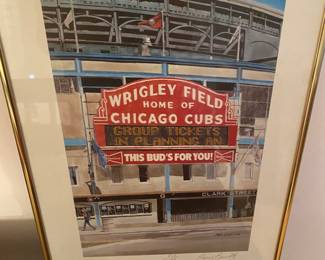 WRIGLEY FIELD
HOME OF
CHICAGO CUBS
GROUP TICKETS
IN PLANNING AN
THIS BUD'S FOR YOU!
CLARK STREET